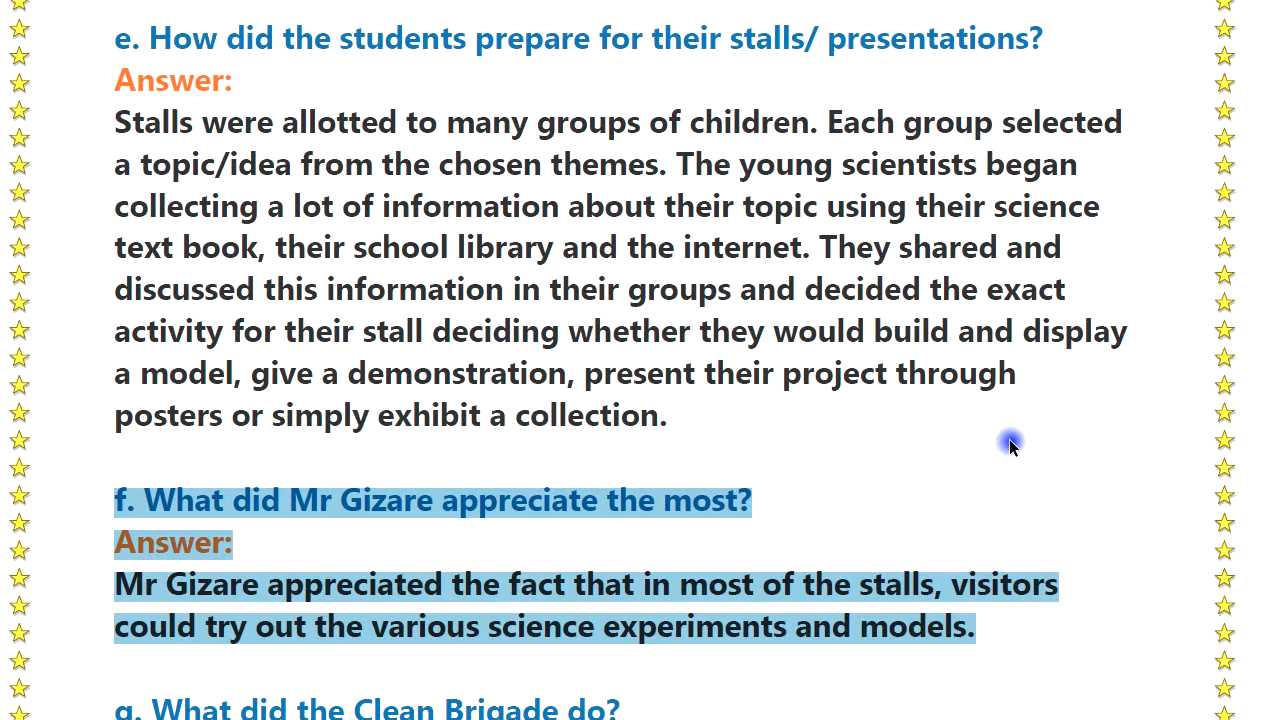 e. How did the students prepare for their stalls/ presentations?
Answer:
Stalls were allotted to many groups of children. Each group selected
a topic/idea from the chosen themes. The young scientists began
collecting a lot of information about their topic using their science
text book, their school library and the internet. They shared and
discussed this information in their groups and decided the exact
activity for their stall deciding whether they would build and display
a model, give a demonstration, present their project through
posters or simply exhibit a collection.
f. What did Mr Gizare appreciate the most?
Answer:
Mr Gizare appreciated the fact that in most of the stalls, visitors
could try out the various science experiments and models.
g. What did the Clean Brigade do?